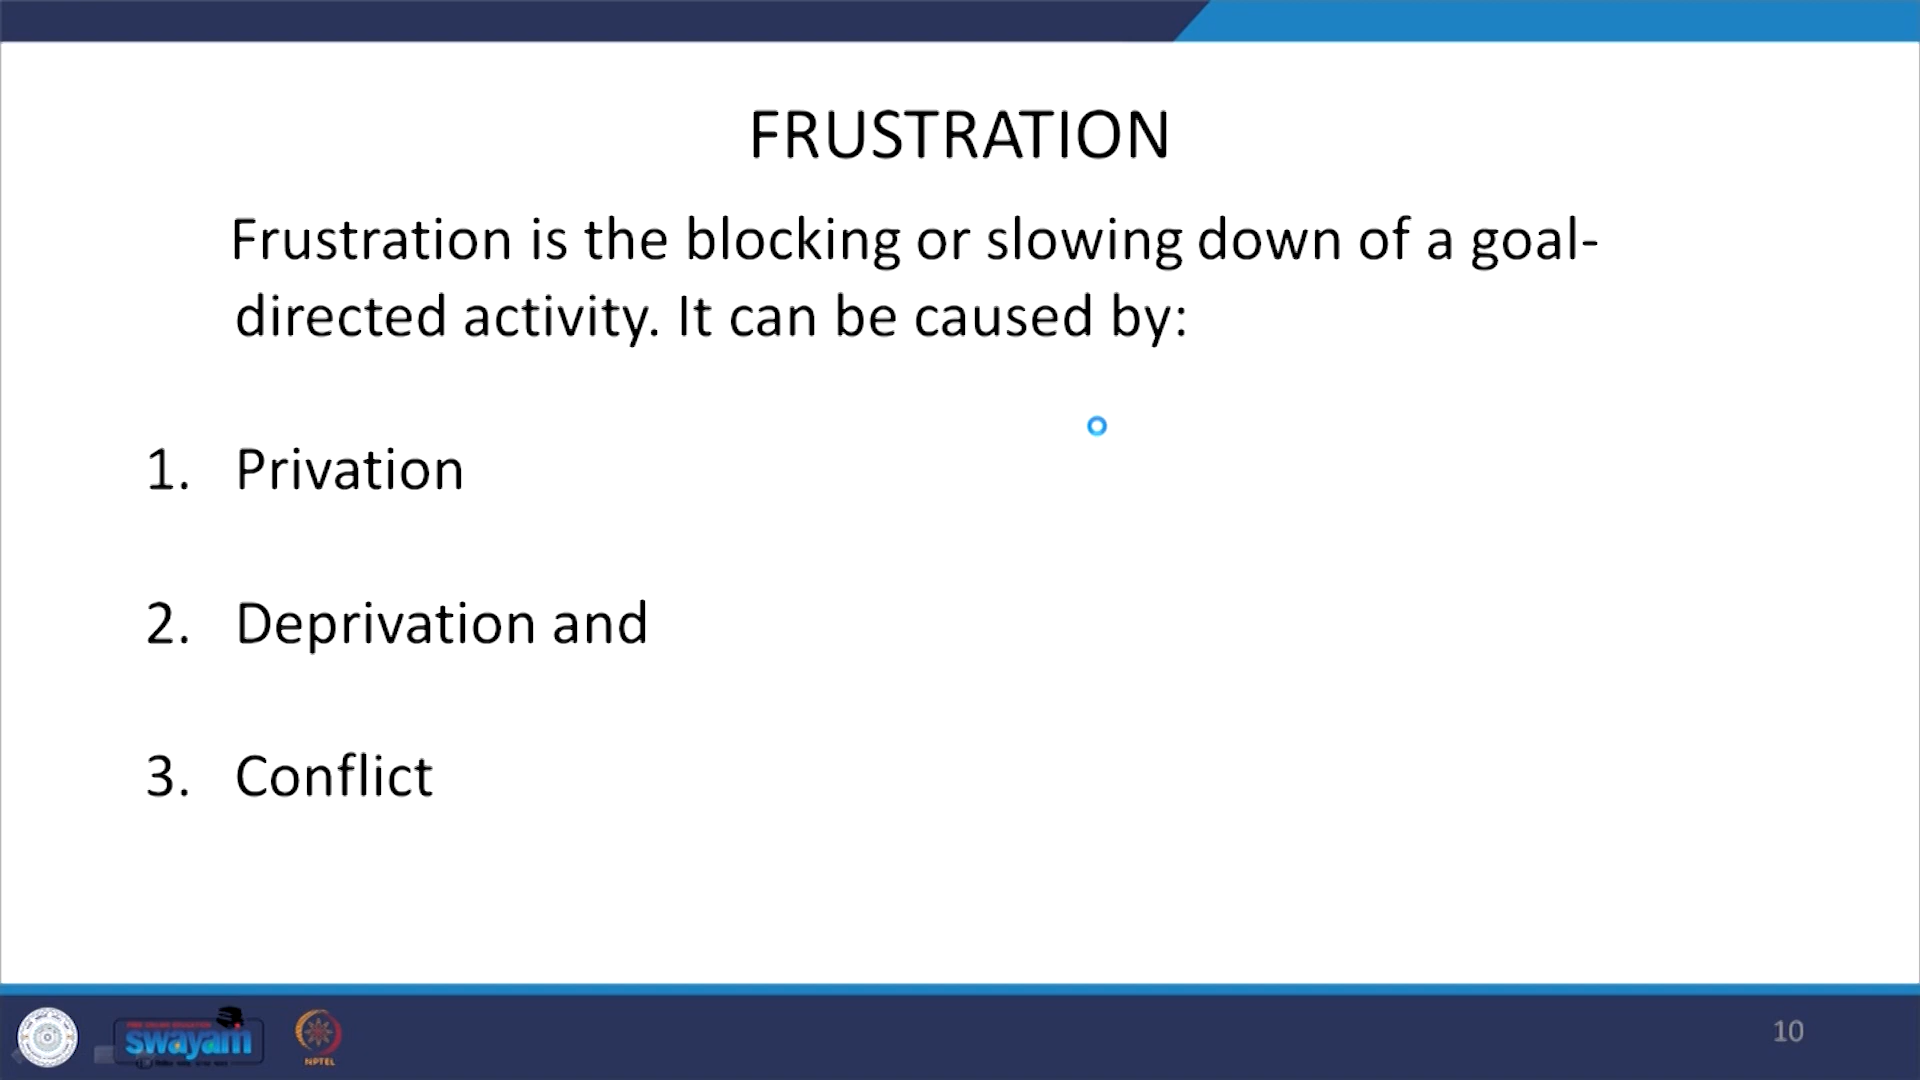 FRUSTRATION
Frustration is the blocking or slowing down of a goal-
directed activity. It can be caused by:
1. Privation
2. Deprivation and
3. Conflict
swayam
NPTEL
10